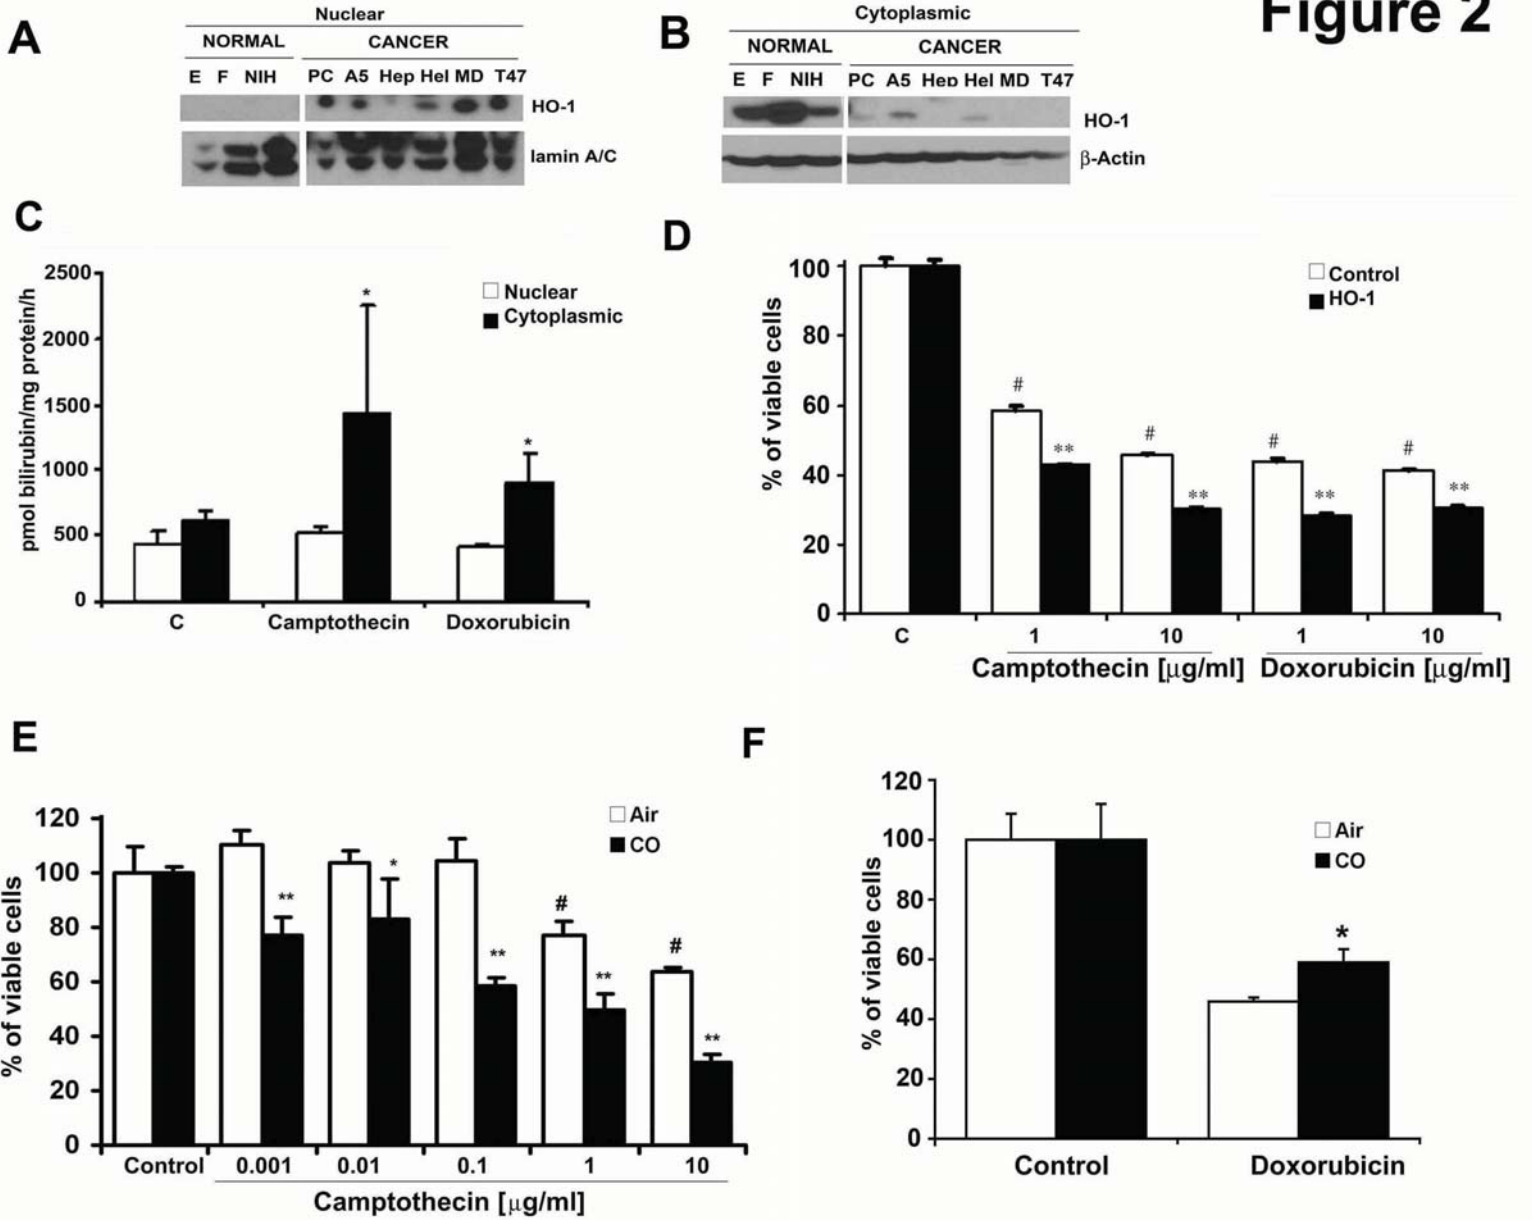 Figure 2
A
Nuclear
NORMAL CANCER
E F NIH PC A5 Hep Hel MD T47
HO-1
lamin A/C
B
Cytoplasmic
NORMAL CANCER
E F NIH PC A5 Hep Hel MD T47
HO-1
β-Actin
C
pmol bilirubin/mg protein/h
2500
2000
1500
1000
500
0
Nuclear
Cytoplasmic
*
*
C Camptothecin Doxorubicin
D
% of viable cells
100
80
60
40
20
0
Control
HO-1
# ** # ** # ** # **
C 1 10 1 10
Camptothecin [μg/ml] Doxorubicin [μg/ml]
E
% of viable cells
120
100
80
60
40
20
0
Air
CO
** * ** # ** # **
Control 0.001 0.01 0.1 1 10
Camptothecin [μg/ml]
F
% of viable cells
120
100
80
60
40
20
0
Air
CO
*
Control Doxorubicin